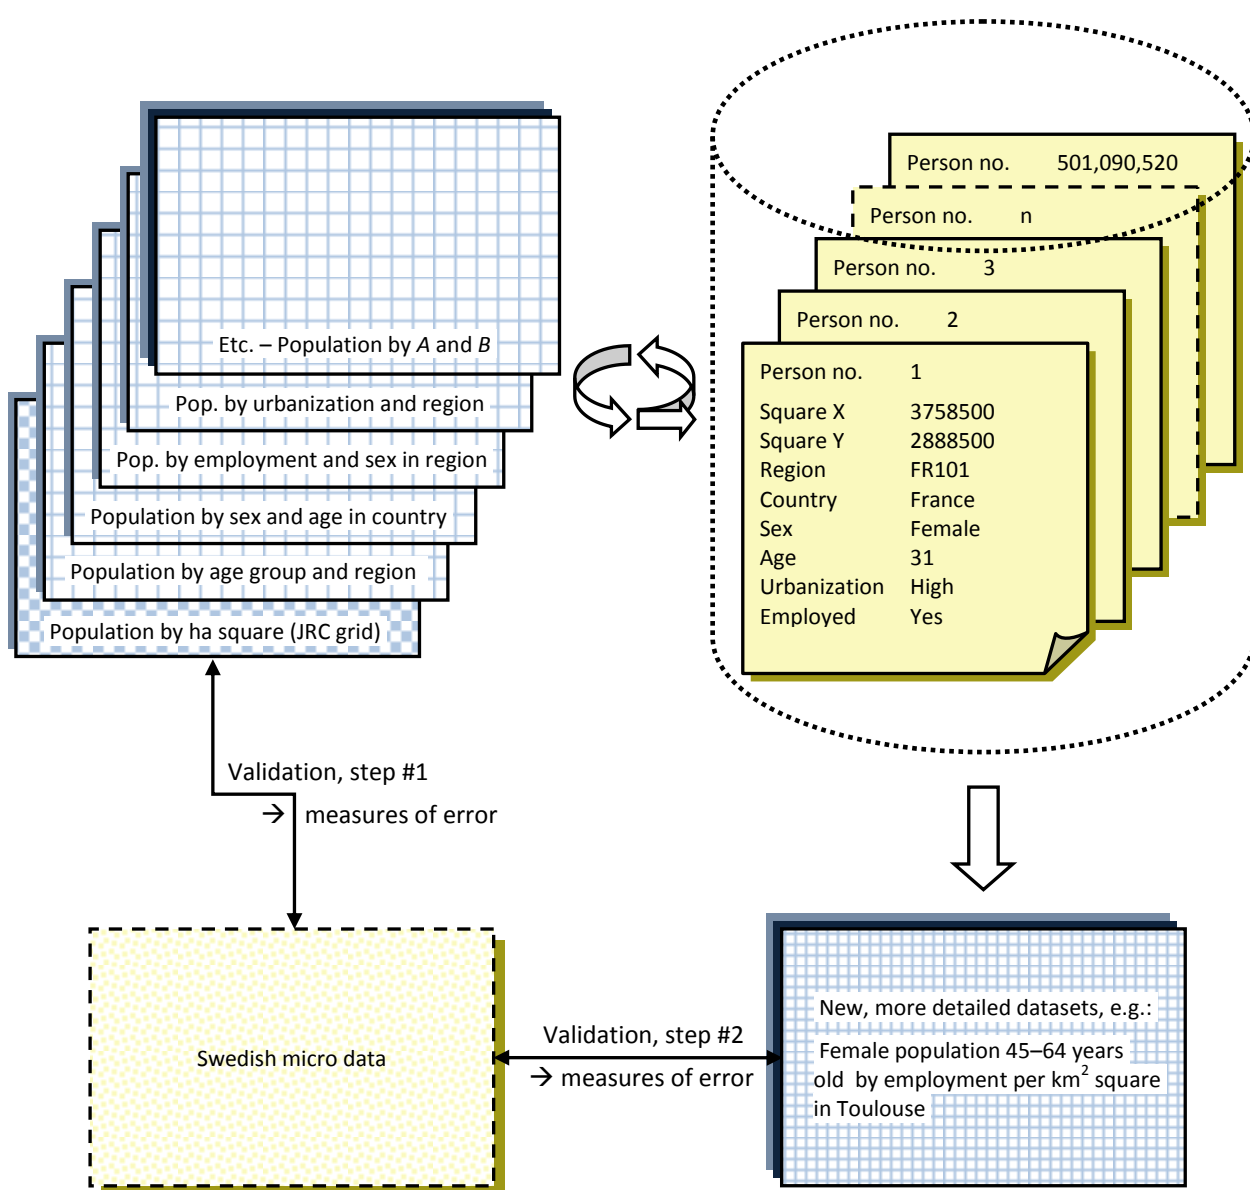 Etc. – Population by A and B
Pop. by urbanization and region
Pop. by employment and sex in region
Population by sex and age in country
Population by age group and region
Population by ha square (JRC grid)
Person no. 501,090,520
Person no. n
Person no. 3
Person no. 2
Person no. 1
Square X 3758500
Square Y 2888500
Region FR101
Country France
Sex Female
Age 31
Urbanization High
Employed Yes
Validation, step #1
→ measures of error
Swedish micro data
Validation, step #2
→ measures of error
New, more detailed datasets, e.g.:
Female population 45–64 years
old by employment per km² square
in Toulouse